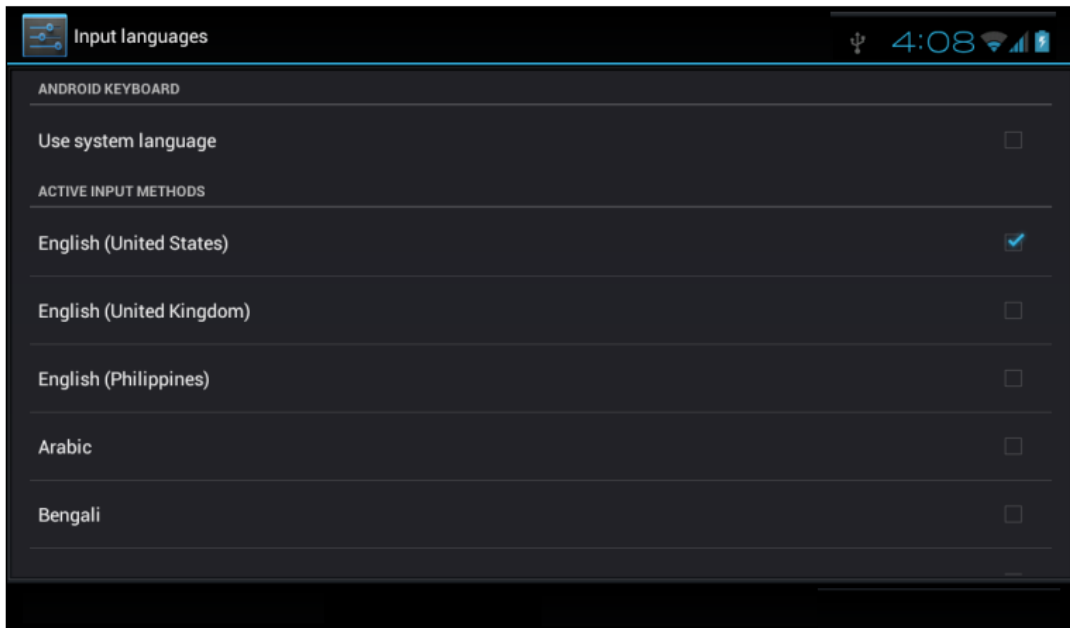 Input languages
4:08
ANDROID KEYBOARD
Use system language
ACTIVE INPUT METHODS
English (United States)
English (United Kingdom)
English (Philippines)
Arabic
Bengali